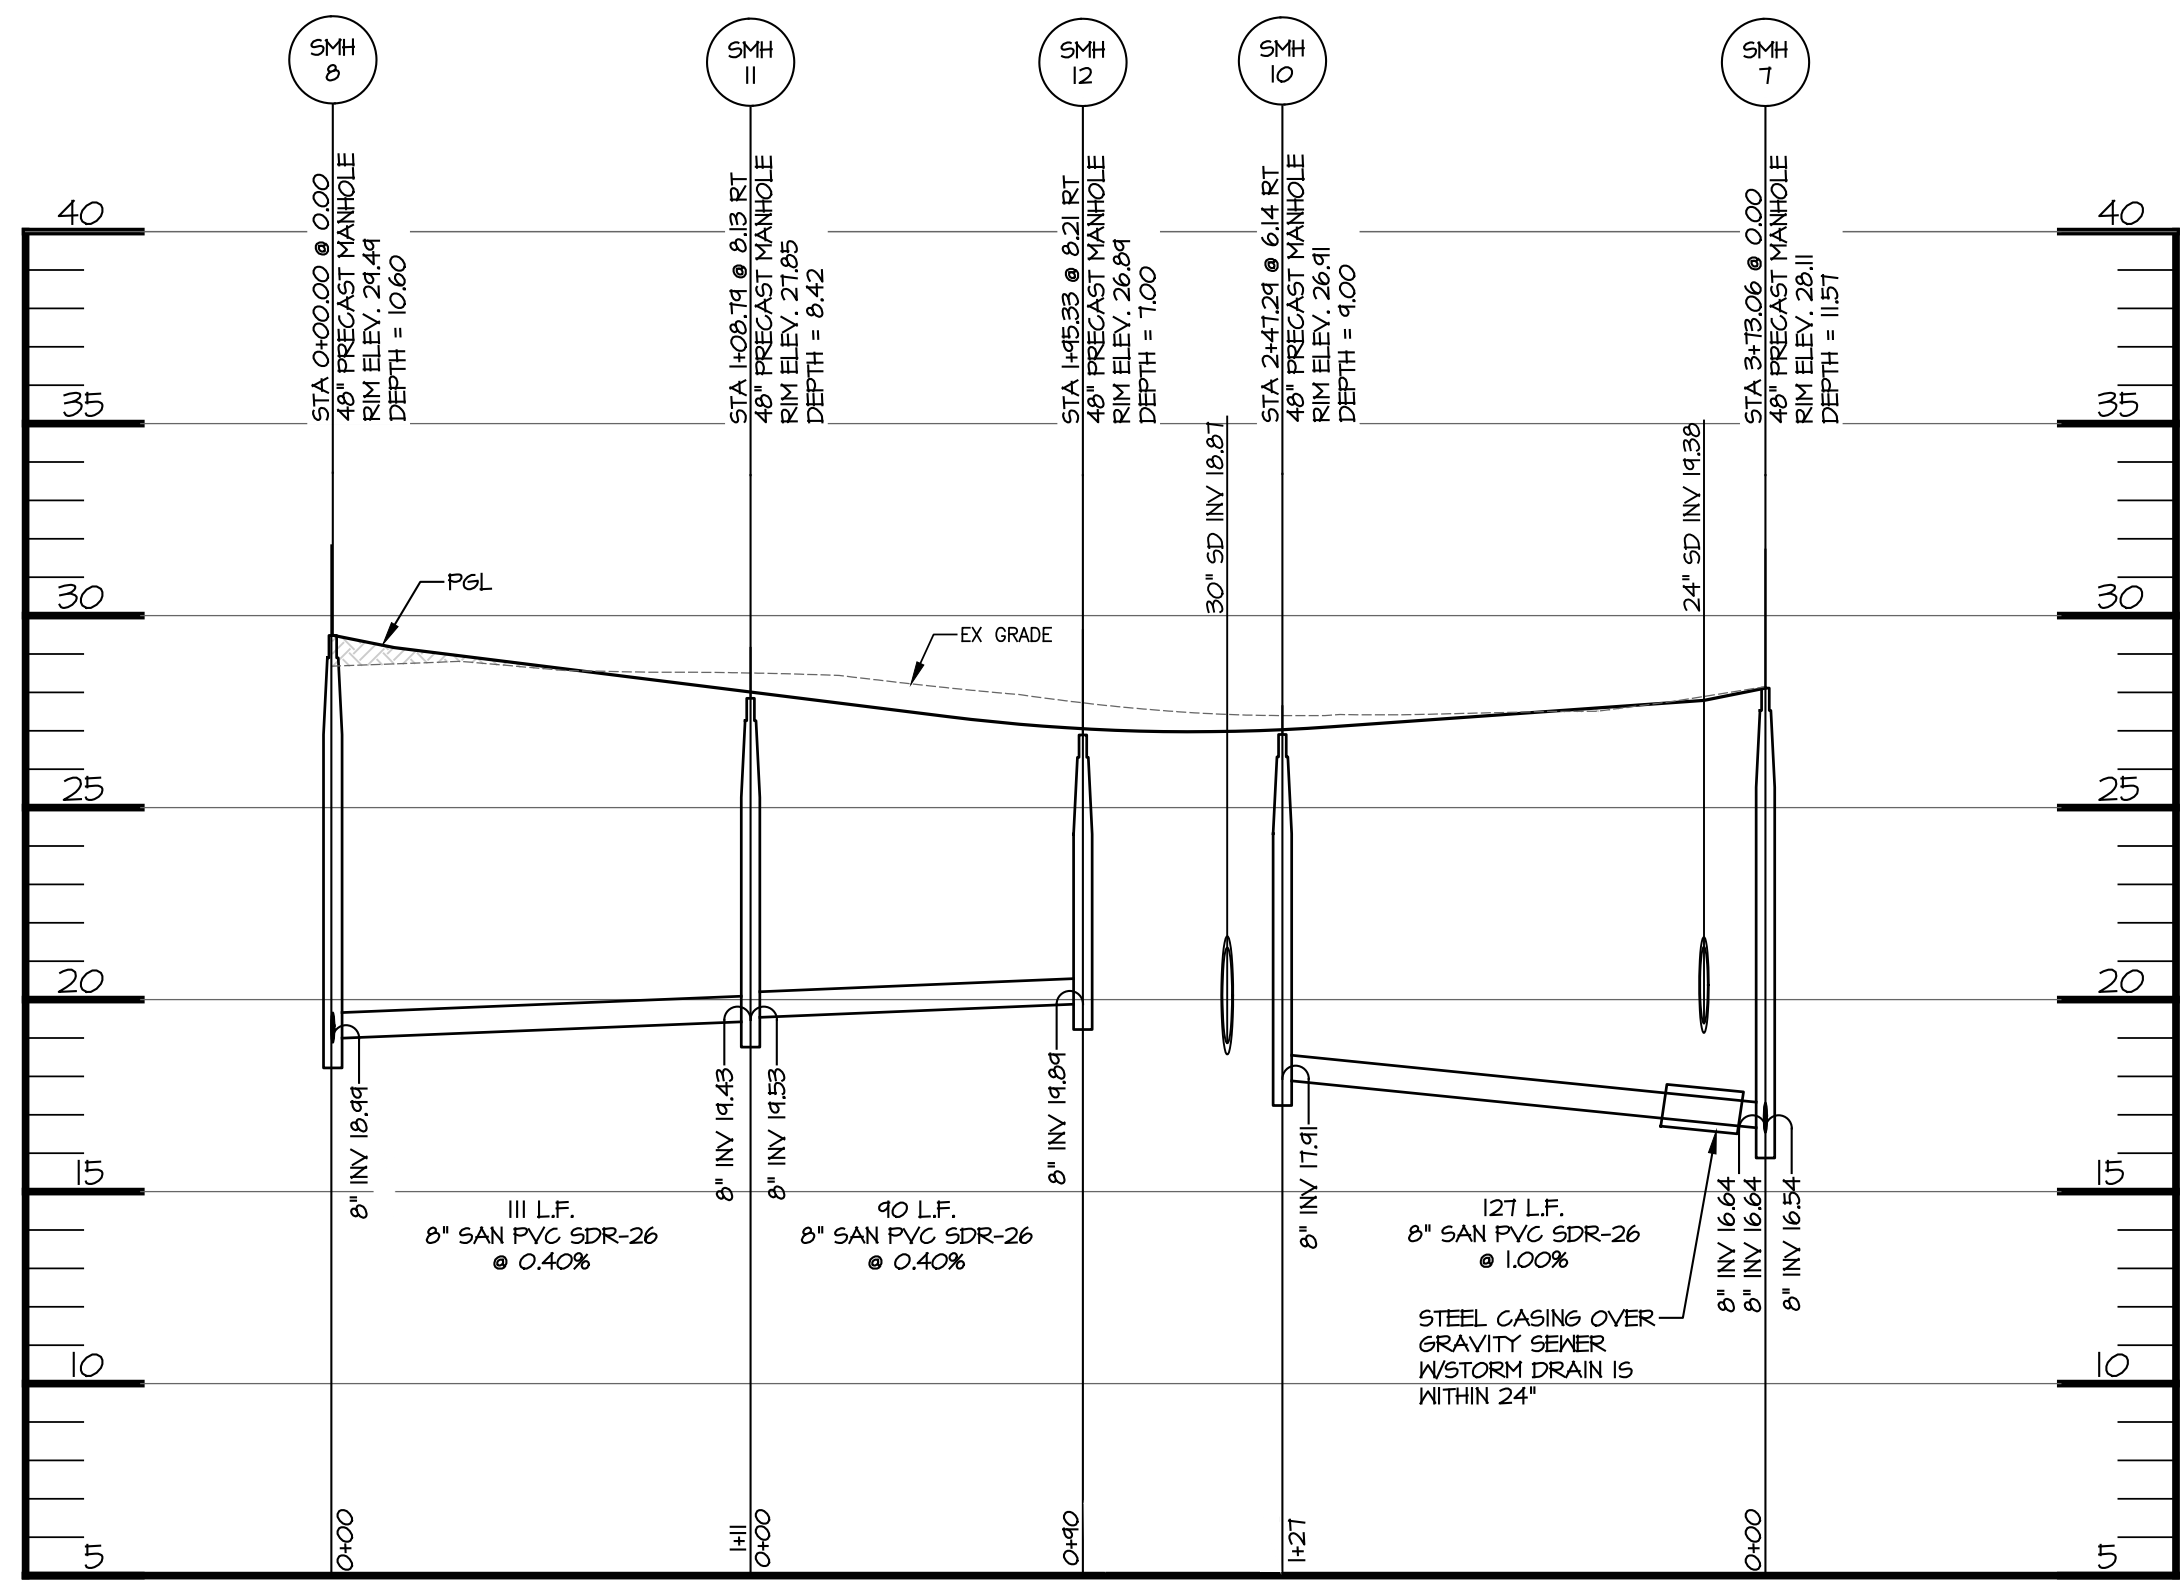 SMH
8
SMH
11
SMH
12
SMH
10
SMH
7
STA 0+00.00 @ 0.00
48" PRECAST MANHOLE
RIM ELEV. 29.49
DEPTH = 10.60
STA 1+08.79 @ 8.13 RT
48" PRECAST MANHOLE
RIM ELEV. 27.85
DEPTH = 8.42
STA 1+95.33 @ 8.21 RT
48" PRECAST MANHOLE
RIM ELEV. 26.89
DEPTH = 7.00
STA 2+47.29 @ 6.14 RT
48" PRECAST MANHOLE
RIM ELEV. 26.91
DEPTH = 9.00
STA 3+73.06 @ 0.00
48" PRECAST MANHOLE
RIM ELEV. 28.11
DEPTH = 11.57
40
40
35
35
30" SD INV 18.87
24" SD INV 19.38
30
30
PGL
EX GRADE
25
25
20
20
8" INV 18.99
8" INV 19.43
8" INV 19.53
8" INV 19.89
8" INV 17.91
8" INV 16.64
8" INV 16.64
8" INV 16.54
15
15
111 L.F.
8" SAN PVC SDR-26
@ 0.40%
90 L.F.
8" SAN PVC SDR-26
@ 0.40%
127 L.F.
8" SAN PVC SDR-26
@ 1.00%
STEEL CASING OVER
GRAVITY SEWER
W/STORM DRAIN IS
WITHIN 24"
10
10
0+00
1+11
0+00
0+90
1+27
0+00
5
5